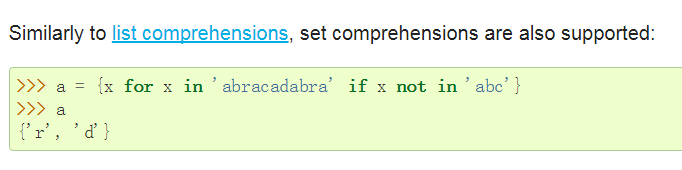 Similarly to list comprehensions, set comprehensions are also supported:
>>> a = {x for x in 'abracadabra' if x not in 'abc'}
>>> a
{'r', 'd'}